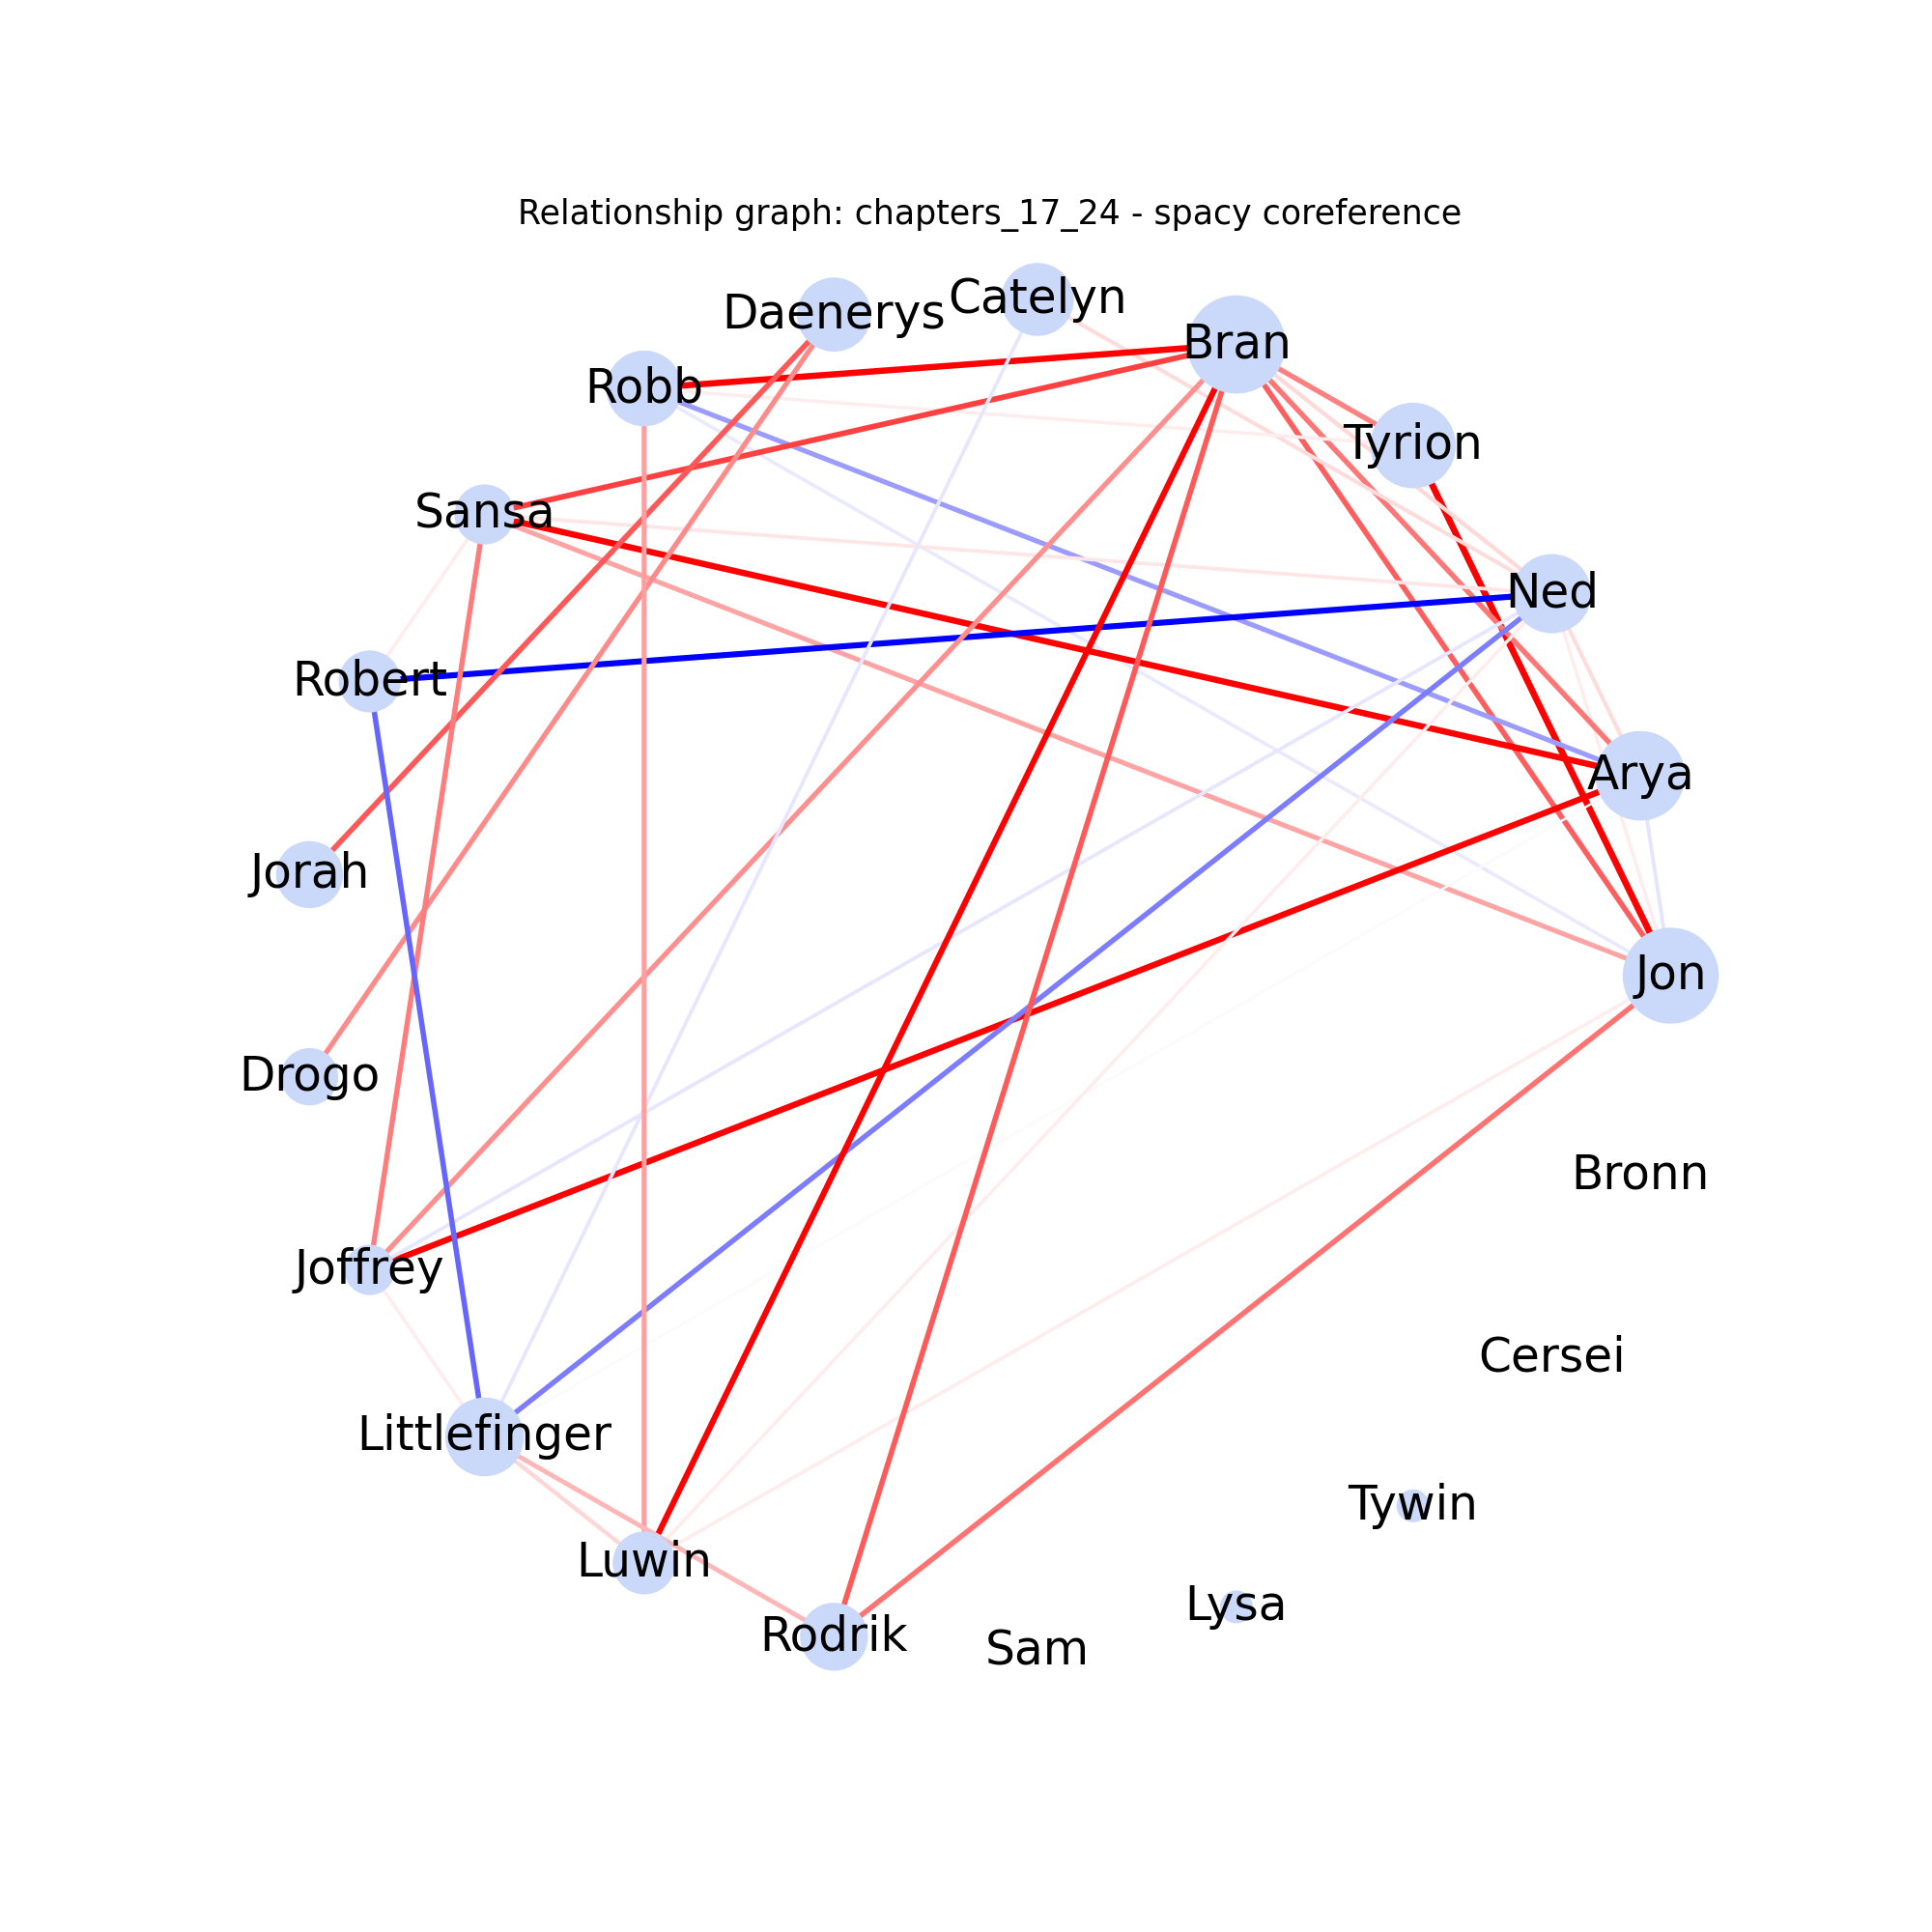 Relationship graph: chapters_17_24 - spacy coreference
Catelyn
Daenerys
Bran
Robb
Tyrion
Sansa
Ned
Robert
Arya
Jorah
Jon
Drogo
Bronn
Joffrey
Cersei
Littlefinger
Tywin
Luwin
Lysa
Rodrik
Sam